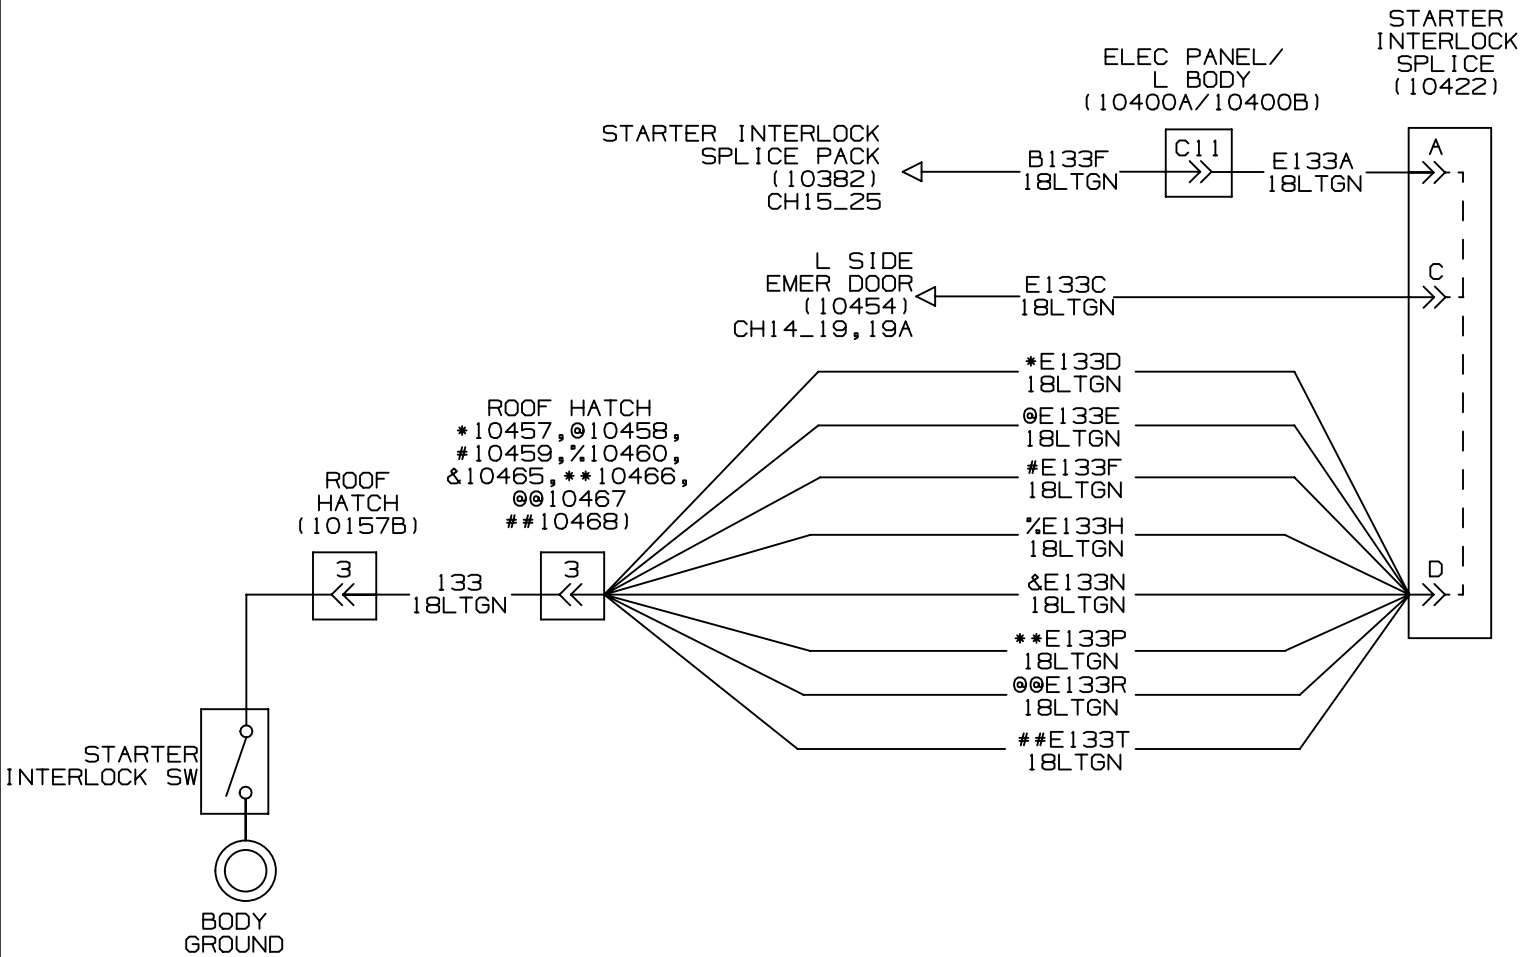 STARTER
INTERLOCK
SPLICE
(10422)
ELEC PANEL/
L BODY
(10400A/10400B)
STARTER INTERLOCK
SPLICE PACK
(10382)
CH15_25
B133F
18LTGN
C11
E133A
18LTGN
A
L SIDE
EMER DOOR
(10454)
CH14_19,19A
E133C
18LTGN
C
*E133D
18LTGN
@E133E
18LTGN
#E133F
18LTGN
%E133H
18LTGN
&E133N
18LTGN
**E133P
18LTGN
@@E133R
18LTGN
##E133T
18LTGN
D
ROOF HATCH
*10457,@10458,
#10459,%10460,
&10465,**10466,
@@10467
##10468)
3
ROOF
HATCH
(10157B)
3
133
18LTGN
STARTER
INTERLOCK SW
BODY
GROUND